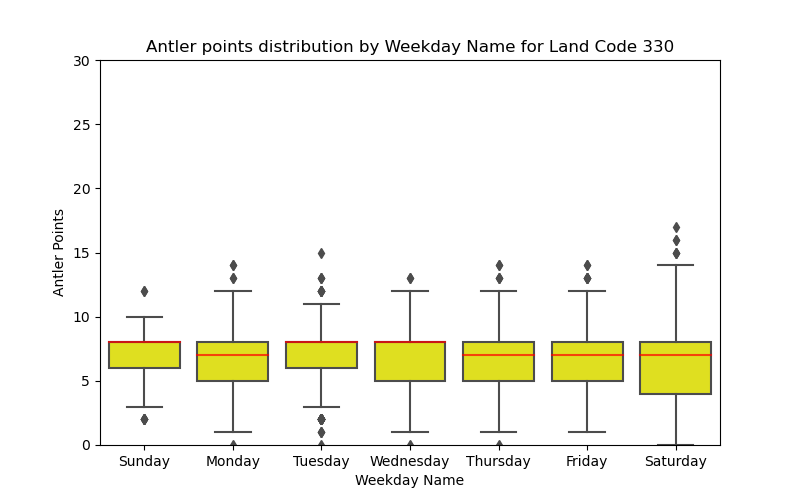 Antler points distribution by Weekday Name for Land Code 330
30
25
20
15
10
5
0
Antler Points
Sunday Monday Tuesday Wednesday Thursday Friday Saturday
Weekday Name